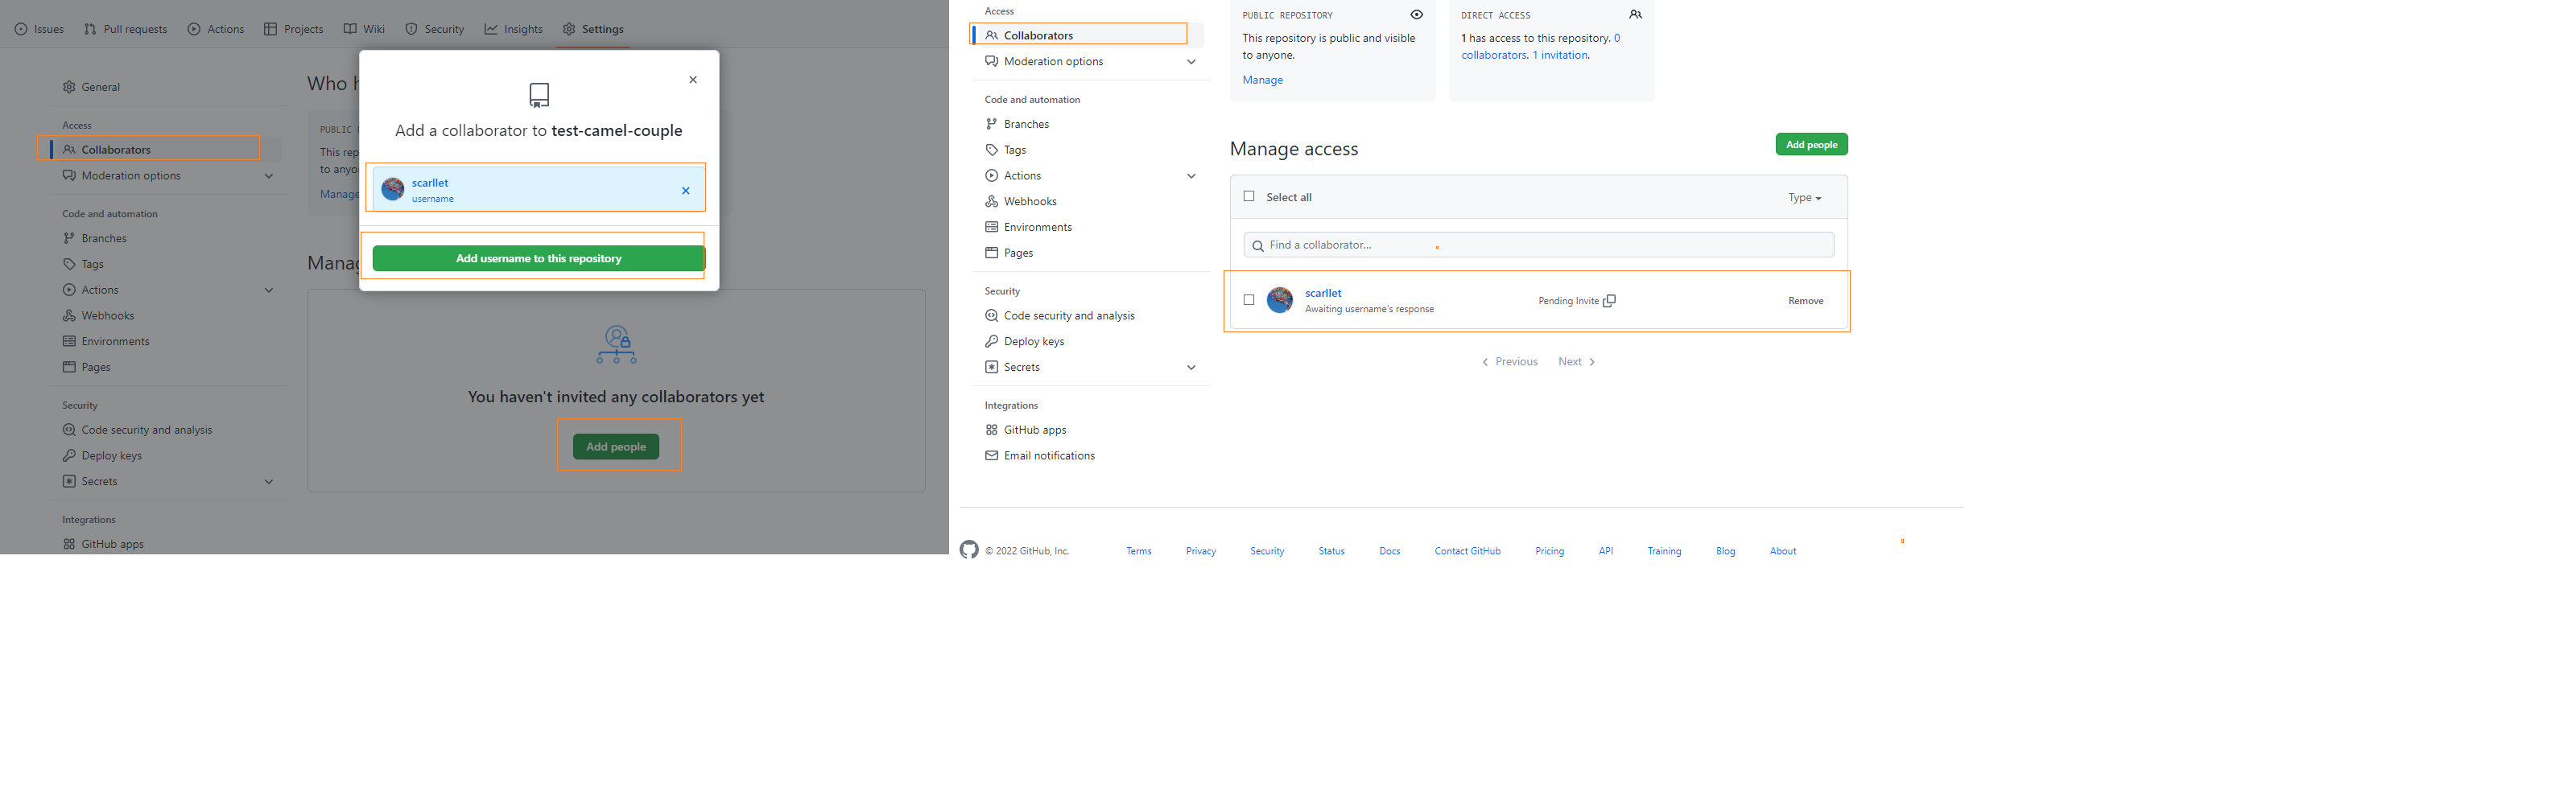 Issues
Pull requests
Actions
Projects
Wiki
Security
Insights
Settings
General
Access
Collaborators
Moderation options
Code and automation
Branches
Tags
Actions
Webhooks
Environments
Pages
Security
Code security and analysis
Deploy keys
Secrets
Integrations
GitHub apps
Who h
PUBLIC
This rep
to anyo
Manage
Manag
Add a collaborator to test-camel-couple
scarllet
username
Add username to this repository
You haven't invited any collaborators yet
Add people
Access
Collaborators
Moderation options
Code and automation
Branches
Tags
Actions
Webhooks
Environments
Pages
Security
Code security and analysis
Deploy keys
Secrets
Integrations
GitHub apps
Email notifications
PUBLIC REPOSITORY
This repository is public and visible
to anyone.
Manage
DIRECT ACCESS
1 has access to this repository. 0
collaborators. 1 invitation.
Manage access
Add people
Select all
Type
Find a collaborator...
scarllet
Awaiting username's response
Pending Invite
Remove
Previous
Next
© 2022 GitHub, Inc.
Terms
Privacy
Security
Status
Docs
Contact GitHub
Pricing
API
Training
Blog
About